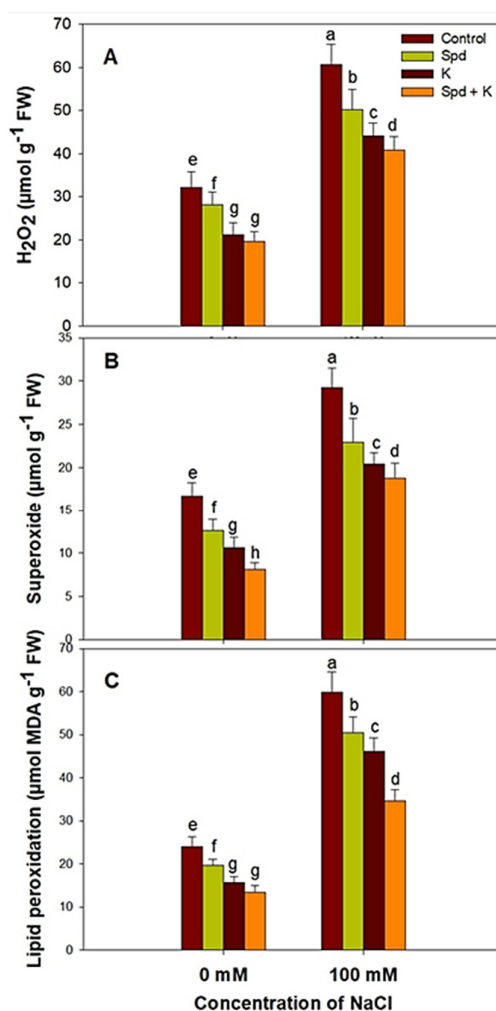 70
60
50
40
30
20
10
0
H₂O₂ (µmol g⁻¹ FW)
A
a
b
c
d
e
f
g
g
Control
Spd
K
Spd + K
35
30
25
20
15
10
5
0
Superoxide (µmol g⁻¹ FW)
B
a
b
c
d
e
f
g
h
70
60
50
40
30
20
10
0
Lipid peroxidation (µmol MDA g⁻¹ FW)
C
a
b
c
d
e
f
g
g
0 mM
100 mM
Concentration of NaCl